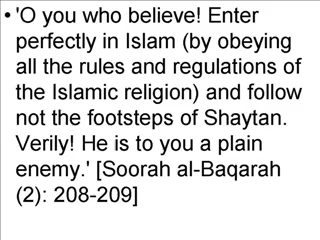 • 'O you who believe! Enter
perfectly in Islam (by obeying
all the rules and regulations of
the Islamic religion) and follow
not the footsteps of Shaytan.
Verily! He is to you a plain
enemy.' [Soorah al-Baqarah
(2): 208-209]